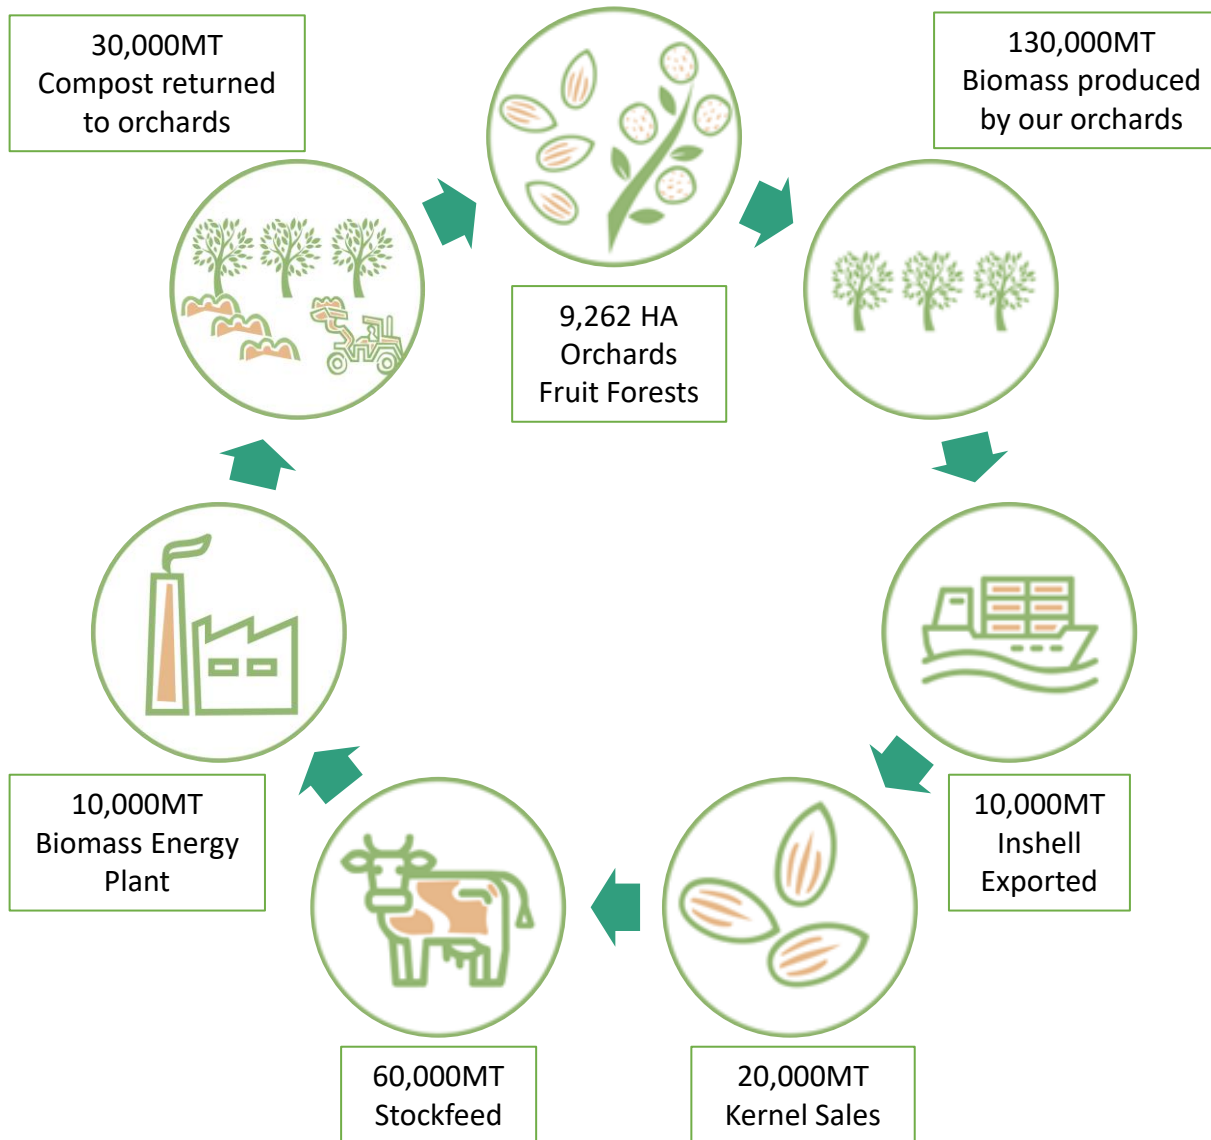 30,000MT
Compost returned
to orchards
130,000MT
Biomass produced
by our orchards
9,262 HA
Orchards
Fruit Forests
10,000MT
Biomass Energy
Plant
10,000MT
Inshell
Exported
60,000MT
Stockfeed
20,000MT
Kernel Sales